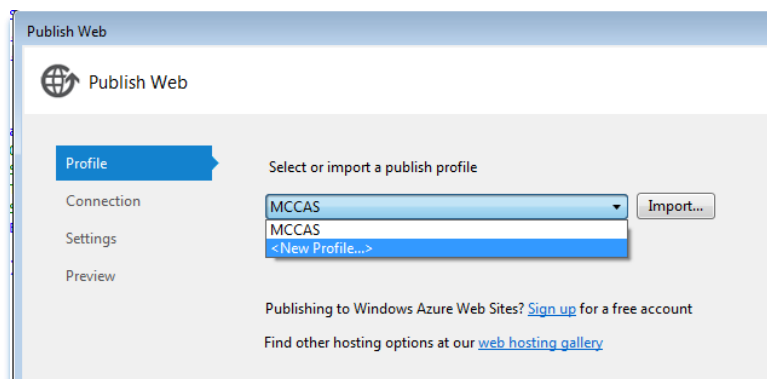 Publish Web
Publish Web
Profile
Select or import a publish profile
Connection
MCCAS
Import...
MCCAS
Settings
<New Profile...>
Preview
Publishing to Windows Azure Web Sites? Sign up for a free account
Find other hosting options at our web hosting gallery